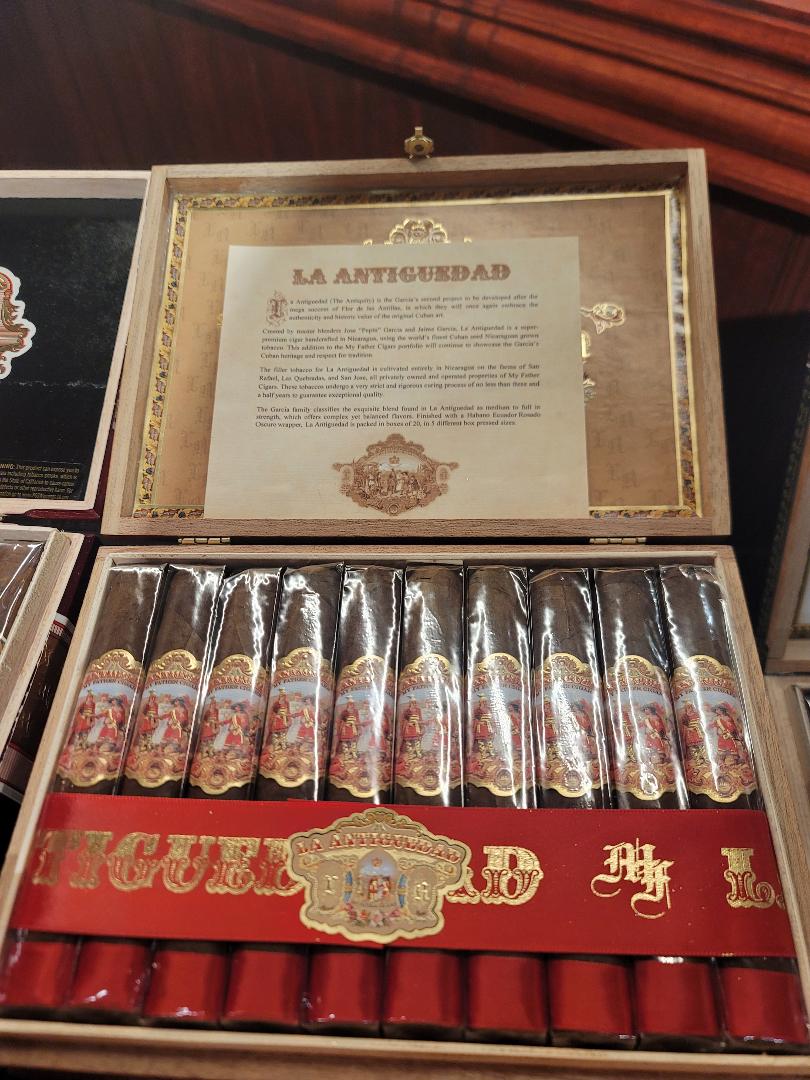 LA ANTIGUEDAD
La Antiguedad (The Antiquity) is the Garcia's second project to be developed after the
mega success of Flor de las Antillas, in which they will once again embrace the
authenticity and historic value of the original Cuban art.
Created by master blenders Jose "Pepin" Garcia and Jaime Garcia, La Antiguedad is a super-
premium cigar handcrafted in Nicaragua, using the world's finest Cuban seed Nicaraguan grown
tobacco. This addition to the My Father Cigars portfolio will continue to showcase the Garcia's
Cuban heritage and respect for tradition.
The filler tobacco for La Antiguedad is cultivated entirely in Nicaragua on the farms of San
Rafael, Las Quebradas, and San Jose, all privately owned and operated properties of My Father
Cigars. These tobaccos undergo a very strict and rigorous curing process of no less than three and
a half years to guarantee exceptional quality.
The Garcia family classifies the exquisite blend found in La Antiguedad as medium to full in
strength, which offers complex yet balanced flavors. Finished with a Habano Ecuador Rosado
Oscuro wrapper, La Antiguedad is packed in boxes of 20, in 5 different box pressed sizes.
TIGUED
LA ANTIGUEDAD
AD
MF
L